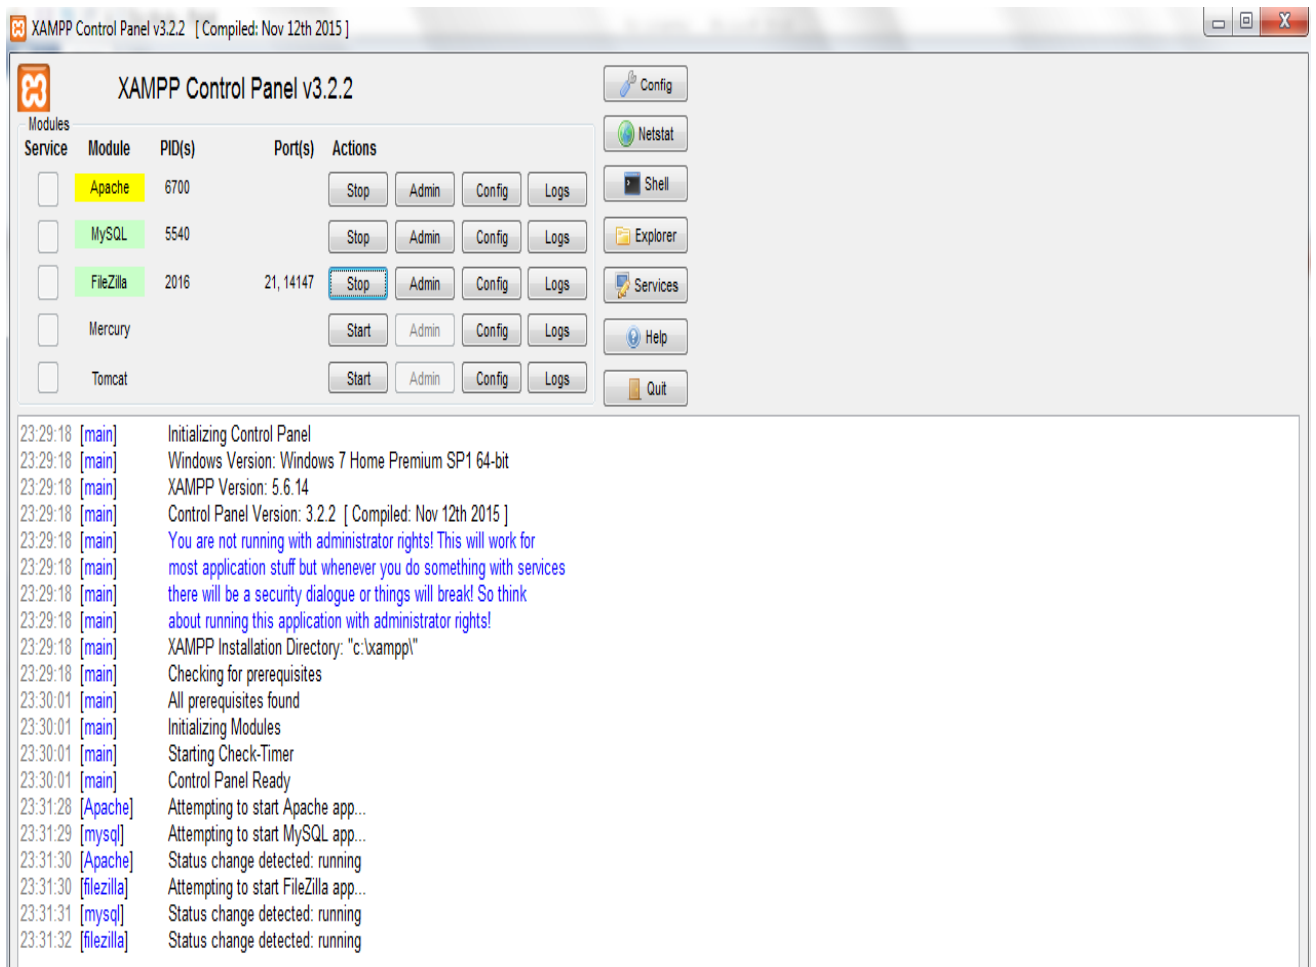 XAMPP Control Panel v3.2.2 [ Compiled: Nov 12th 2015 ]
XAMPP Control Panel v3.2.2
Config
Modules
Netstat
Service Module PID(s) Port(s) Actions
Apache 6700 Stop Admin Config Logs
Shell
MySQL 5540 Stop Admin Config Logs
Explorer
FileZilla 2016 21, 14147 Stop Admin Config Logs
Services
Mercury Start Admin Config Logs
Help
Tomcat Start Admin Config Logs
Quit
23:29:18 [main] Initializing Control Panel
23:29:18 [main] Windows Version: Windows 7 Home Premium SP1 64-bit
23:29:18 [main] XAMPP Version: 5.6.14
23:29:18 [main] Control Panel Version: 3.2.2 [ Compiled: Nov 12th 2015 ]
23:29:18 [main] You are not running with administrator rights! This will work for
23:29:18 [main] most application stuff but whenever you do something with services
23:29:18 [main] there will be a security dialogue or things will break! So think
23:29:18 [main] about running this application with administrator rights!
23:29:18 [main] XAMPP Installation Directory: "c:\xampp\"
23:29:18 [main] Checking for prerequisites
23:30:01 [main] All prerequisites found
23:30:01 [main] Initializing Modules
23:30:01 [main] Starting Check-Timer
23:30:01 [main] Control Panel Ready
23:31:28 [Apache] Attempting to start Apache app...
23:31:29 [mysql] Attempting to start MySQL app...
23:31:30 [Apache] Status change detected: running
23:31:30 [filezilla] Attempting to start FileZilla app...
23:31:31 [mysql] Status change detected: running
23:31:32 [filezilla] Status change detected: running